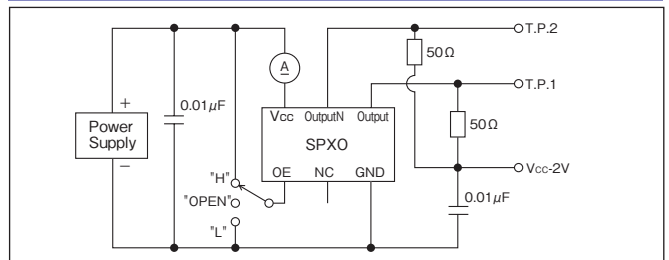 T.P.2
50Ω
A
T.P.1
+
0.01μF
Vcc OutputN Output
50Ω
Power
Supply
SPXO
−
OE NC GND
Vcc-2V
"H"
"OPEN"
0.01μF
"L"